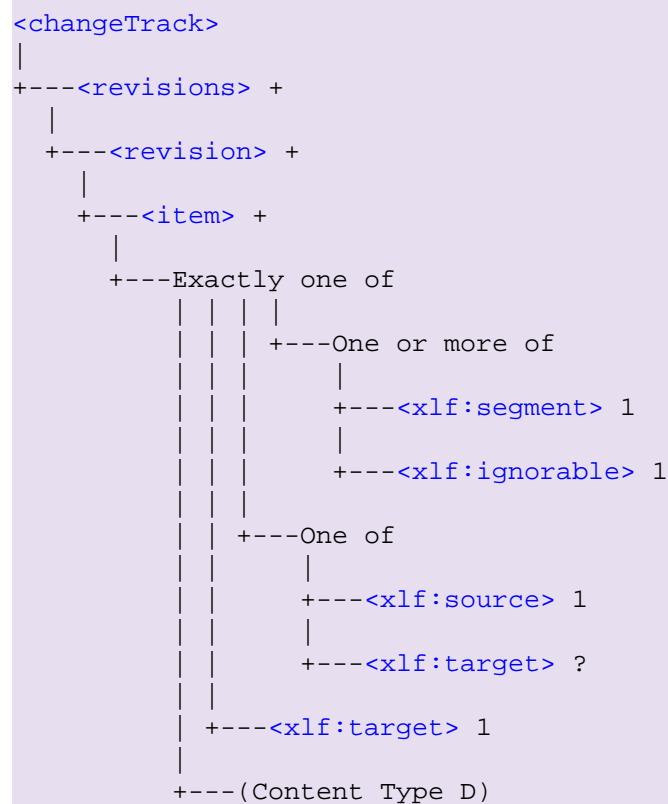 <changeTrack>
|
+---<revisions> +
  |
  +---<revision> +
    |
    +---<item> +
      |
      +---Exactly one of
          | | | |
          | | | +---One or more of
          | | |     |
          | | |     +---<xlf:segment> 1
          | | |     |
          | | |     +---<xlf:ignorable> 1
          | | |
          | | +---One of
          | |     |
          | |     +---<xlf:source> 1
          | |     |
          | |     +---<xlf:target> ?
          | |
          | +---<xlf:target> 1
          |
          +---(Content Type D)